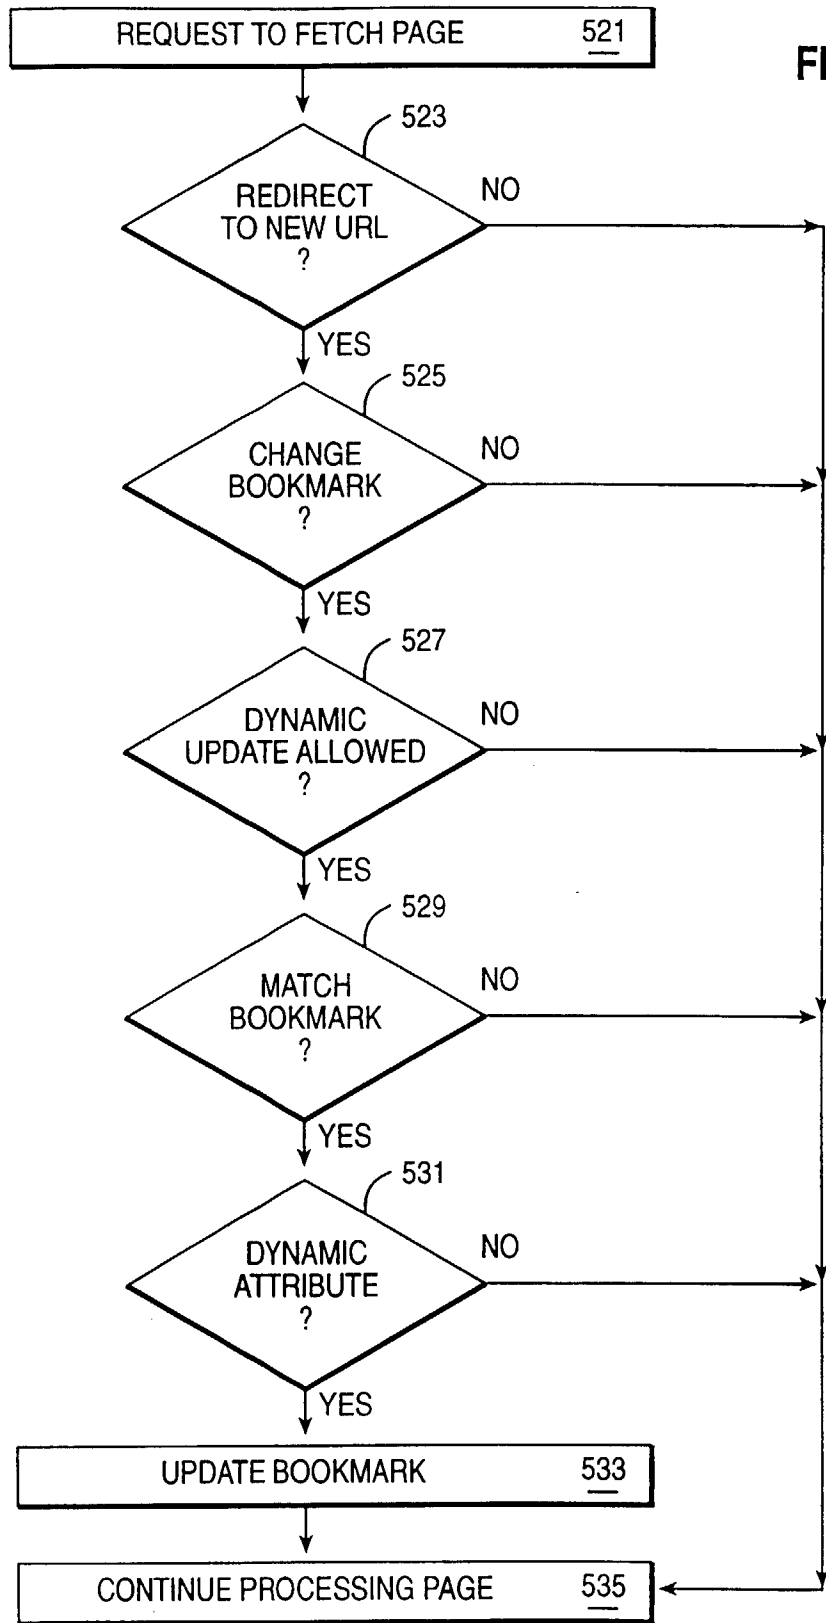 REQUEST TO FETCH PAGE 521
FI
523
REDIRECT
TO NEW URL
?
NO
YES
525
CHANGE
BOOKMARK
?
NO
YES
527
DYNAMIC
UPDATE ALLOWED
?
NO
YES
529
MATCH
BOOKMARK
?
NO
YES
531
DYNAMIC
ATTRIBUTE
?
NO
YES
UPDATE BOOKMARK 533
CONTINUE PROCESSING PAGE 535